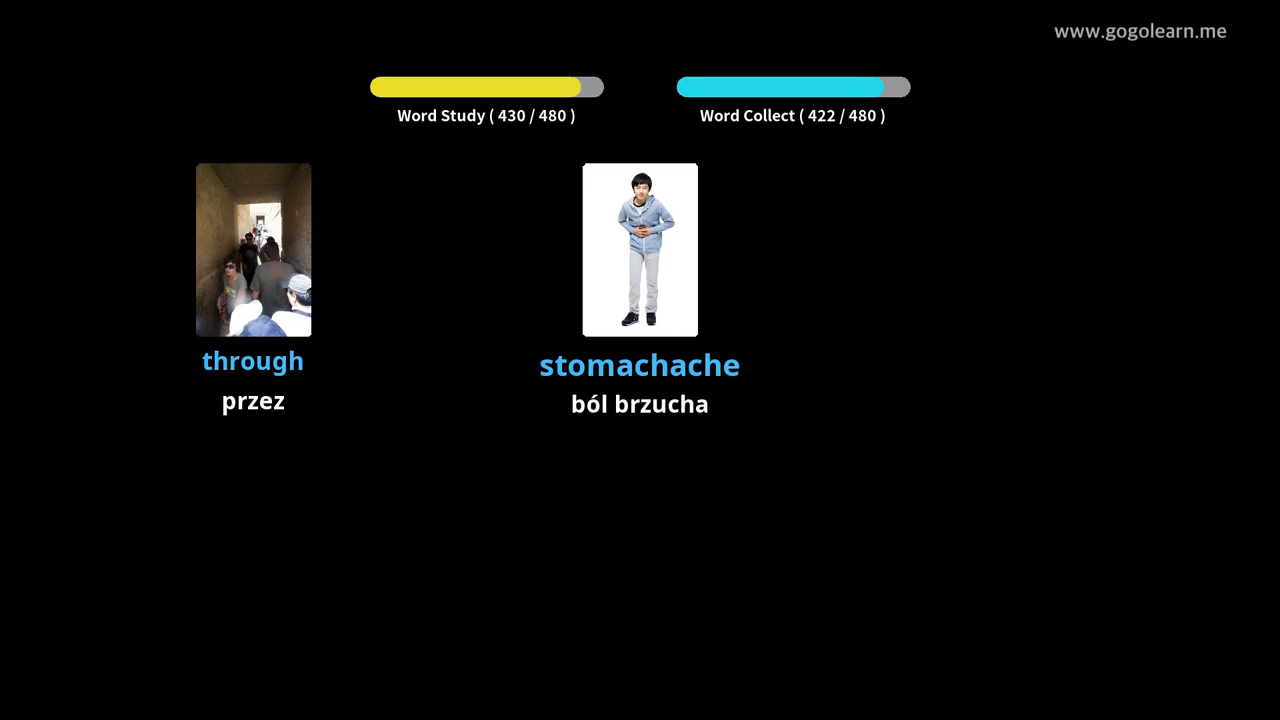 www.gogolearn.me
Word Study ( 430 / 480 )
Word Collect ( 422 / 480 )
through
przez
stomachache
ból brzucha